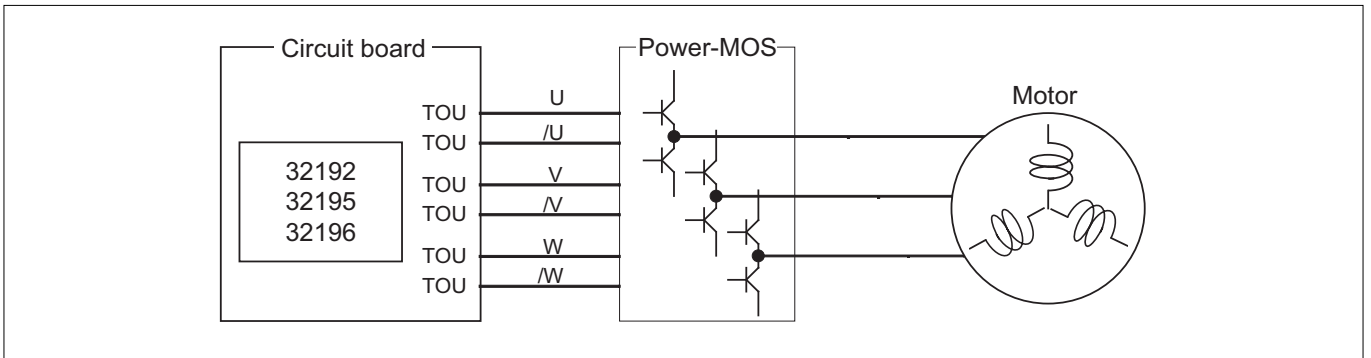 Circuit board
Power-MOS
Motor
TOU U
TOU /U
TOU V
TOU /V
TOU W
TOU /W
32192
32195
32196